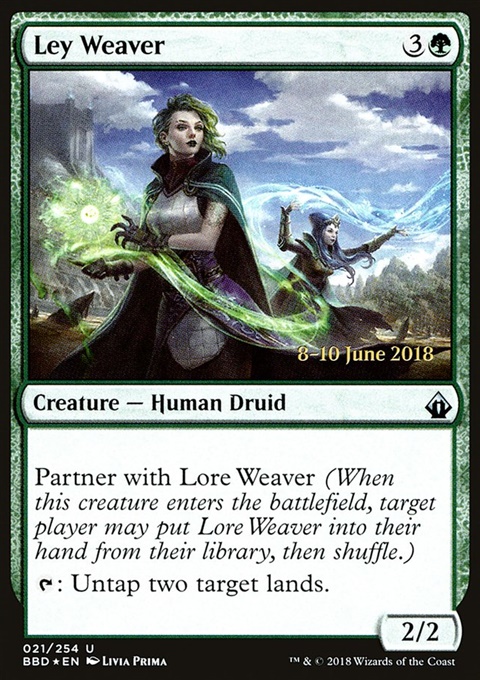 Ley Weaver 3
8-10 June 2018
Creature — Human Druid
Partner with Lore Weaver (When
this creature enters the battlefield, target
player may put Lore Weaver into their
hand from their library, then shuffle.)
: Untap two target lands.
2/2
021/254 U
BBD ★ EN Livia Prima
™ & © 2018 Wizards of the Coast